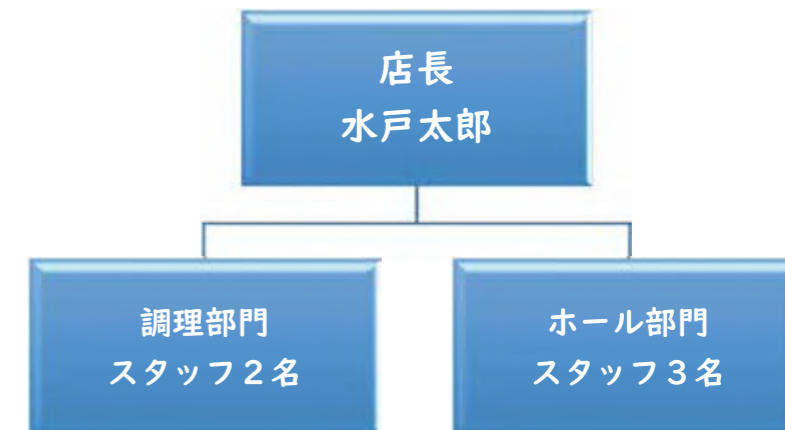 店長
水戸太郎
調理部門
スタッフ２名
ホール部門
スタッフ３名